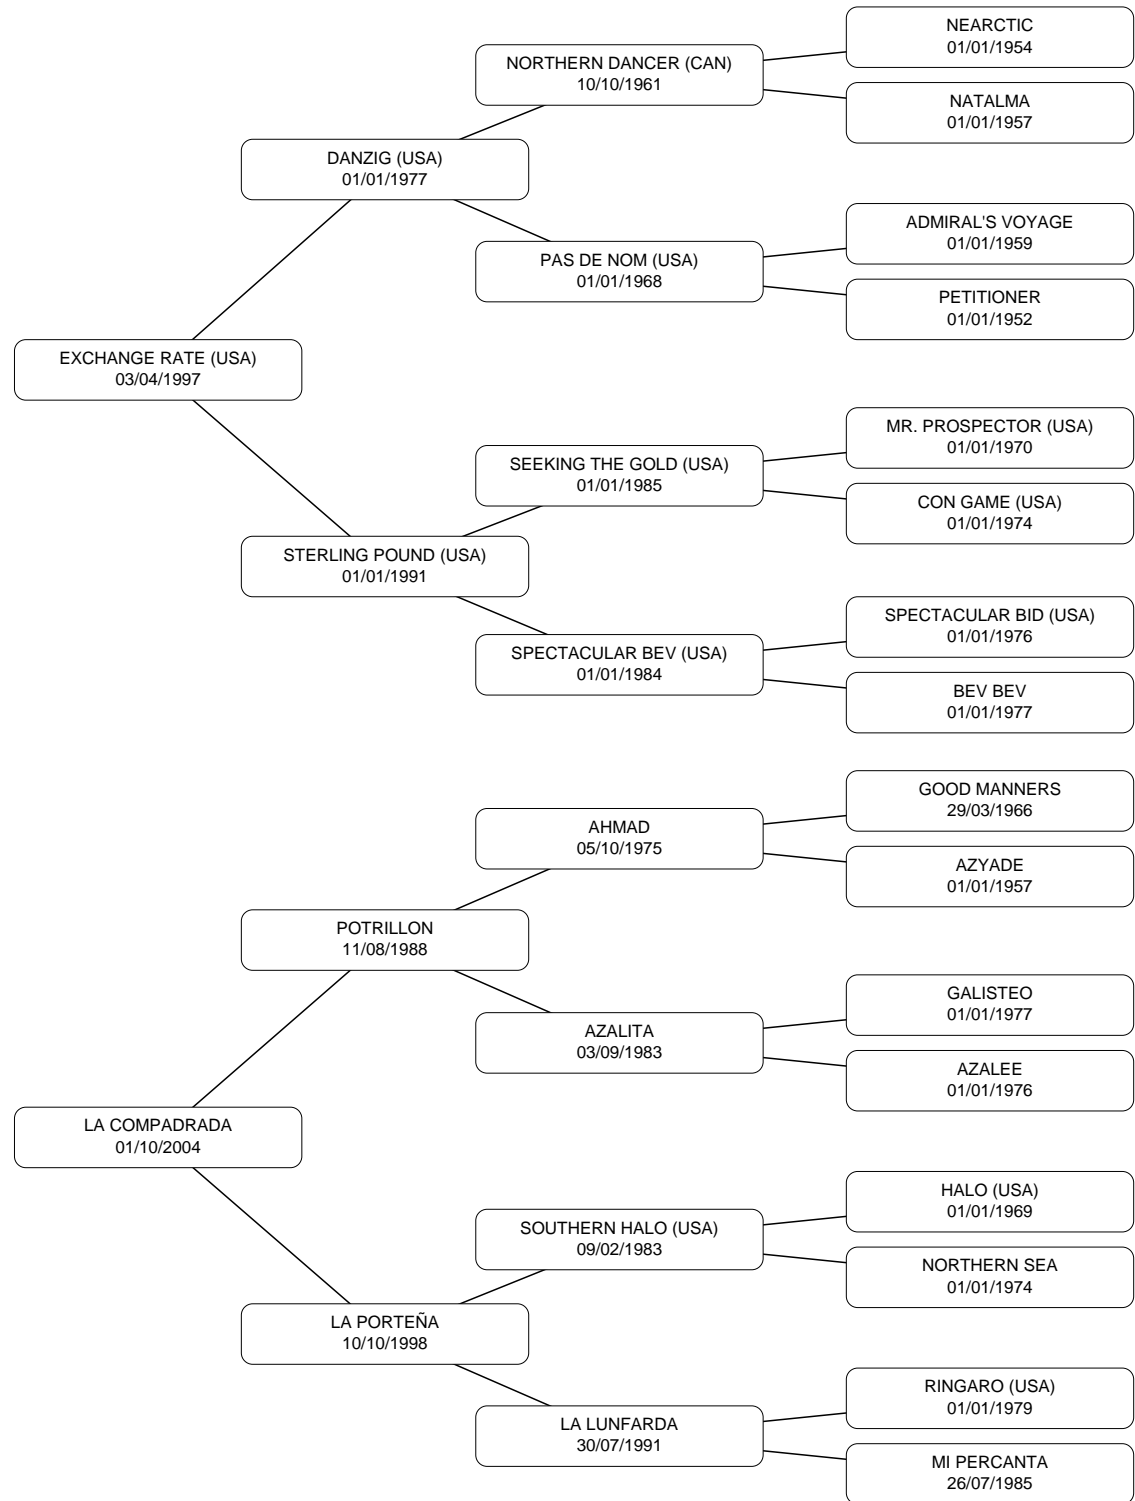 NEARCTIC
01/01/1954
NORTHERN DANCER (CAN)
10/10/1961
NATALMA
01/01/1957
DANZIG (USA)
01/01/1977
ADMIRAL'S VOYAGE
01/01/1959
PAS DE NOM (USA)
01/01/1968
PETITIONER
01/01/1952
EXCHANGE RATE (USA)
03/04/1997
MR. PROSPECTOR (USA)
01/01/1970
SEEKING THE GOLD (USA)
01/01/1985
CON GAME (USA)
01/01/1974
STERLING POUND (USA)
01/01/1991
SPECTACULAR BID (USA)
01/01/1976
SPECTACULAR BEV (USA)
01/01/1984
BEV BEV
01/01/1977
GOOD MANNERS
29/03/1966
AHMAD
05/10/1975
AZYADE
01/01/1957
POTRILLON
11/08/1988
GALISTEO
01/01/1977
AZALITA
03/09/1983
AZALEE
01/01/1976
LA COMPADRADA
01/10/2004
HALO (USA)
01/01/1969
SOUTHERN HALO (USA)
09/02/1983
NORTHERN SEA
01/01/1974
LA PORTEÑA
10/10/1998
RINGARO (USA)
01/01/1979
LA LUNFARDA
30/07/1991
MI PERCANTA
26/07/1985